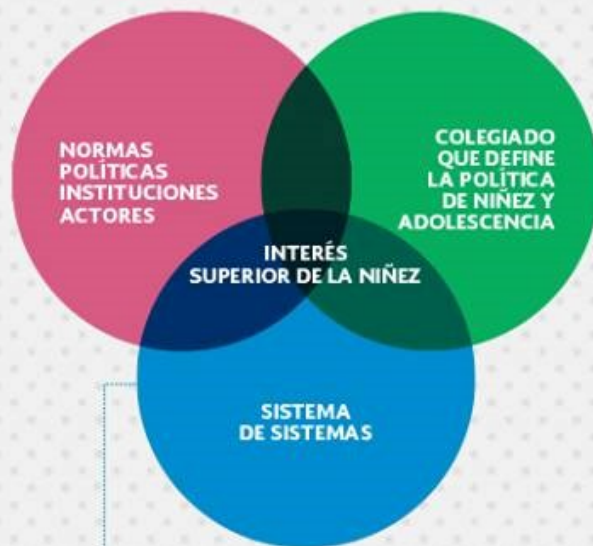 NORMAS
POLÍTICAS
INSTITUCIONES
ACTORES
COLEGIADO
QUE DEFINE
LA POLÍTICA
DE NIÑEZ Y
ADOLESCENCIA
INTERÉS
SUPERIOR DE LA NIÑEZ
SISTEMA
DE SISTEMAS